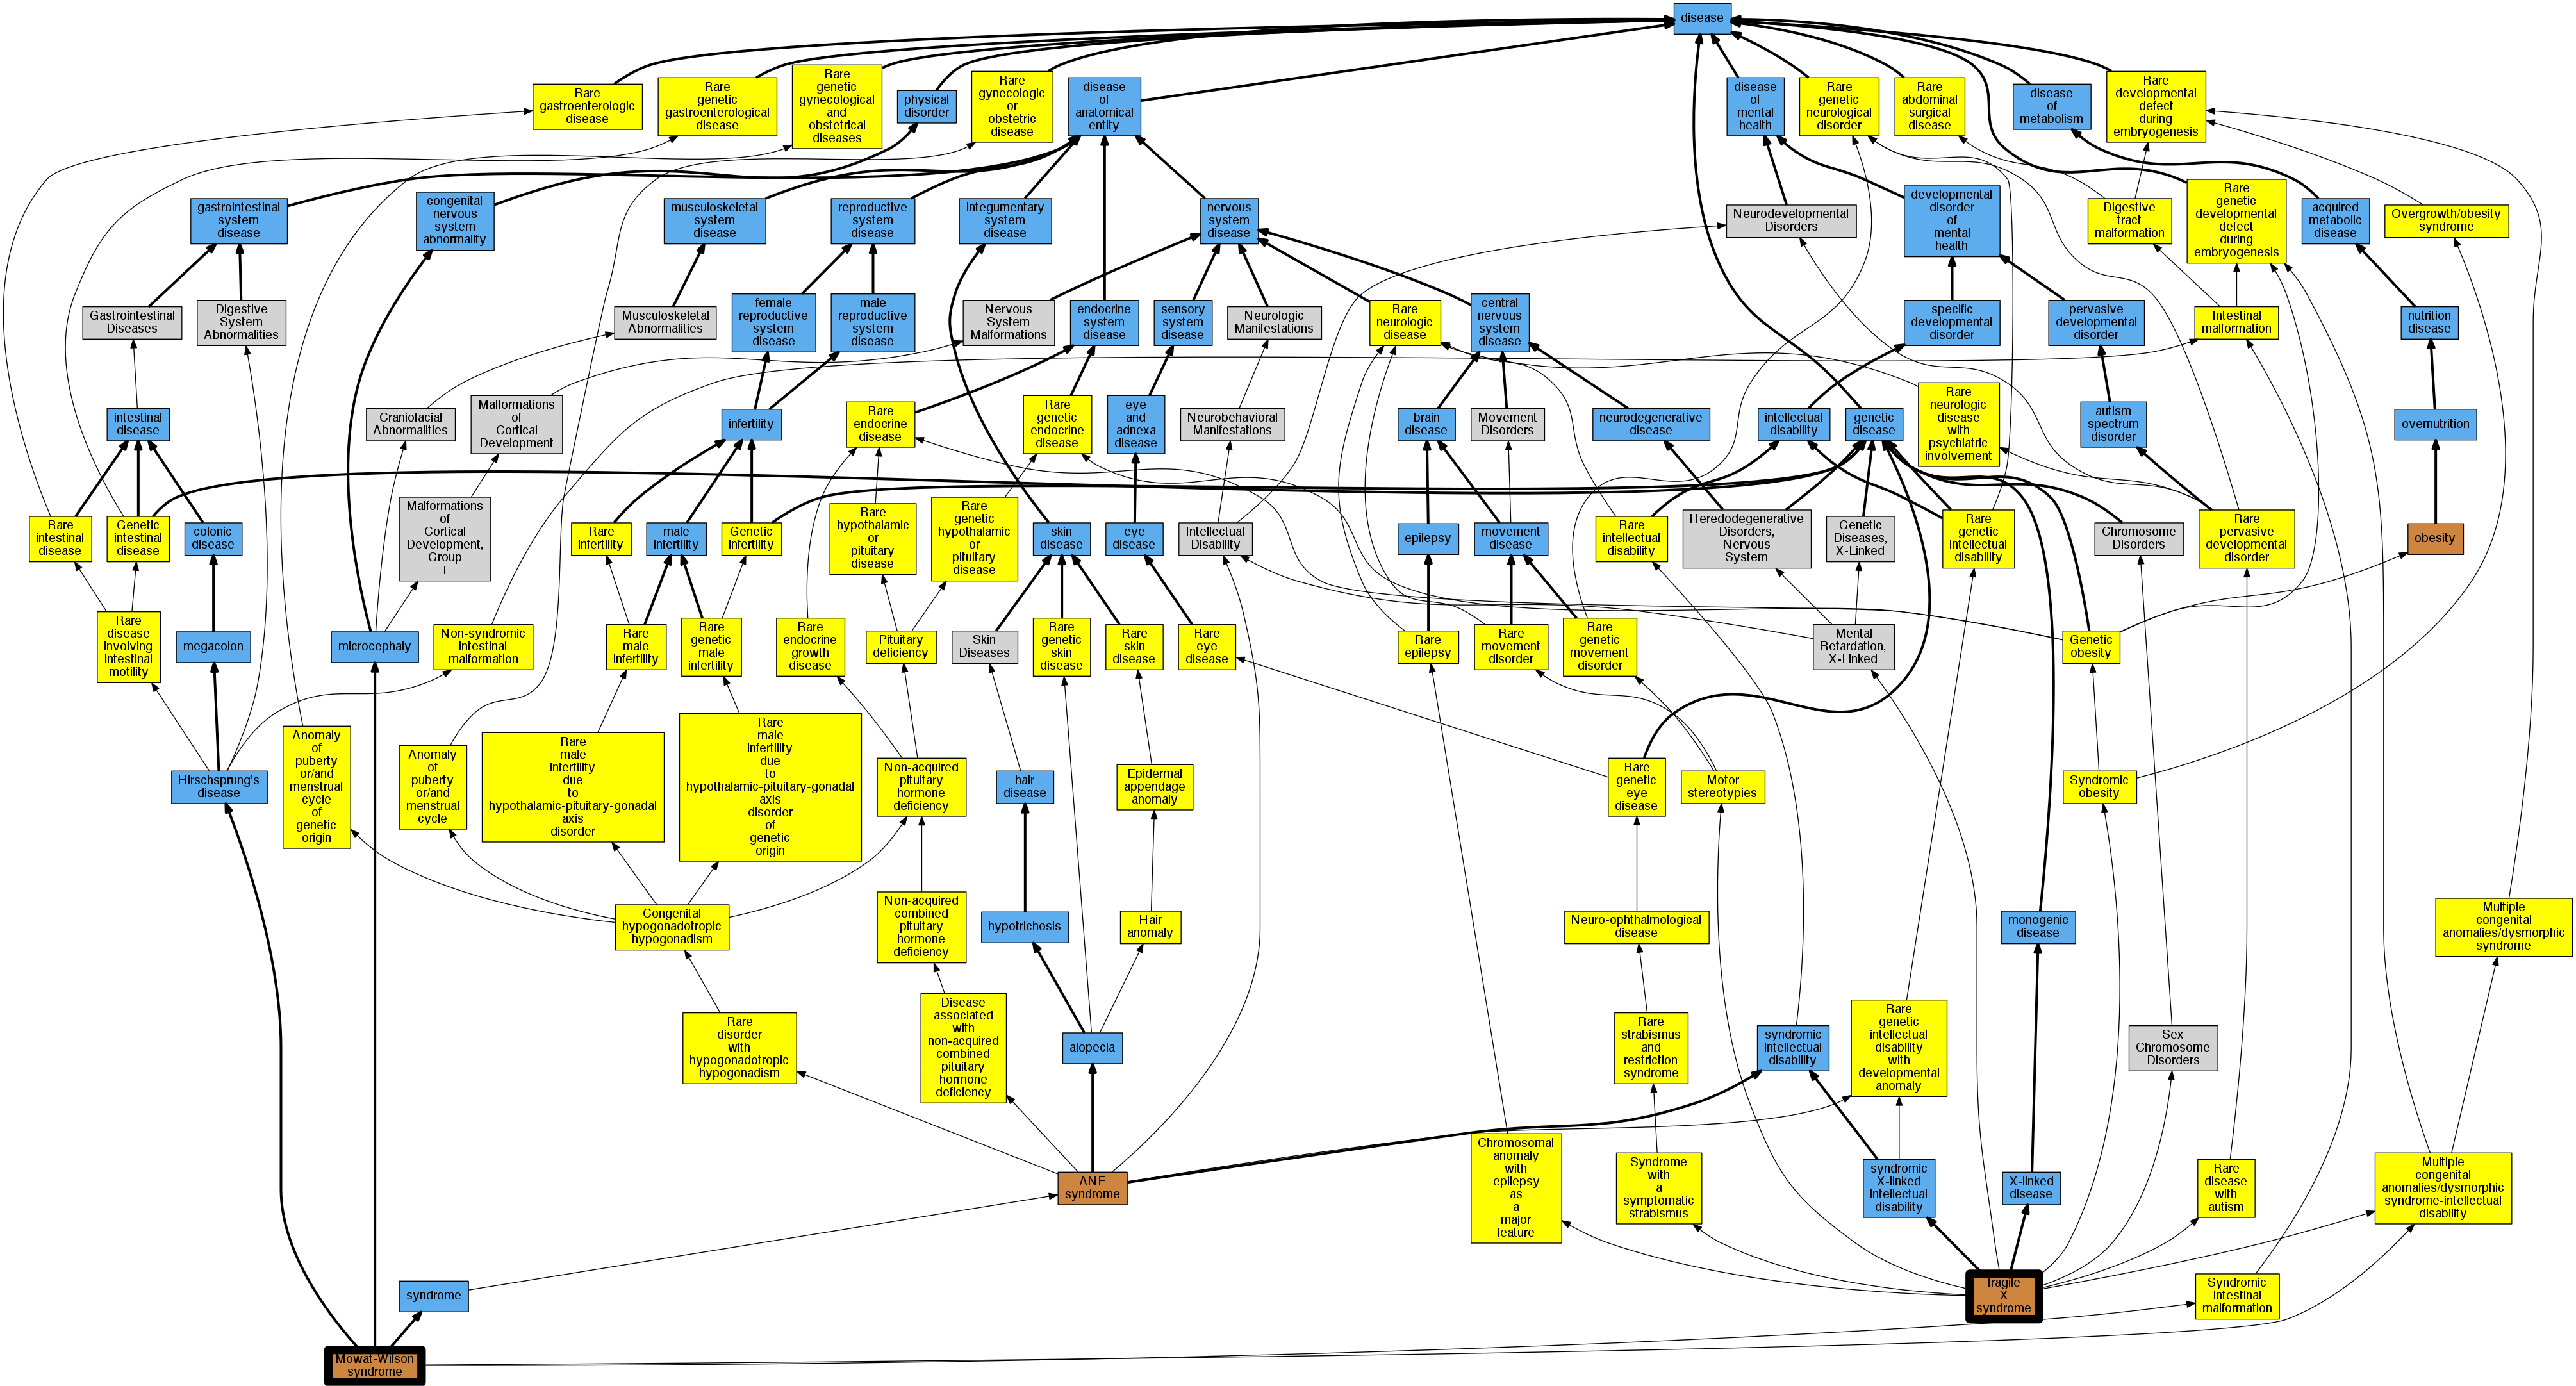 disease
Rare
gastroenterologic
disease
Rare
genetic
gastroenterological
disease
Rare
genetic
gynecological
and
obstetrical
diseases
physical
disorder
Rare
gynecologic
or
obstetric
disease
disease
of
anatomical
entity
disease
of
mental
health
Rare
genetic
neurological
disorder
Rare
abdominal
surgical
disease
disease
of
metabolism
Rare
developmental
defect
during
embryogenesis
gastrointestinal
system
disease
congenital
nervous
system
abnormality
musculoskeletal
system
disease
reproductive
system
disease
integumentary
system
disease
nervous
system
disease
Neurodevelopmental
Disorders
developmental
disorder
of
mental
health
Digestive
tract
malformation
Rare
genetic
developmental
defect
during
embryogenesis
acquired
metabolic
disease
Overgrowth/obesity
syndrome
Gastrointestinal
Diseases
Digestive
System
Abnormalities
Musculoskeletal
Abnormalities
female
reproductive
system
disease
male
reproductive
system
disease
Nervous
System
Malformations
endocrine
system
disease
sensory
system
disease
Neurologic
Manifestations
Rare
neurologic
disease
central
nervous
system
disease
specific
developmental
disorder
pervasive
developmental
disorder
Intestinal
malformation
nutrition
disease
intestinal
disease
Craniofacial
Abnormalities
Malformations
of
Cortical
Development
infertility
Rare
endocrine
disease
Rare
genetic
endocrine
disease
eye
and
adnexa
disease
Neurobehavioral
Manifestations
brain
disease
Movement
Disorders
neurodegenerative
disease
intellectual
disability
genetic
disease
Rare
neurologic
disease
with
psychiatric
involvement
autism
spectrum
disorder
overnutrition
Rare
intestinal
disease
Genetic
intestinal
disease
colonic
disease
Malformations
of
Cortical
Development,
Group
I
Rare
infertility
male
infertility
Genetic
infertility
Rare
hypothalamic
or
pituitary
disease
Rare
genetic
hypothalamic
or
pituitary
disease
skin
disease
eye
disease
Intellectual
Disability
epilepsy
movement
disease
Rare
intellectual
disability
Heredodegenerative
Disorders,
Nervous
System
Genetic
Diseases,
X-Linked
Rare
genetic
intellectual
disability
Chromosome
Disorders
Rare
pervasive
developmental
disorder
obesity
Rare
disease
involving
intestinal
motility
megacolon
microcephaly
Non-syndromic
intestinal
malformation
Rare
male
infertility
Rare
genetic
male
infertility
Rare
endocrine
growth
disease
Pituitary
deficiency
Skin
Diseases
Rare
genetic
skin
disease
Rare
skin
disease
Rare
eye
disease
Rare
epilepsy
Rare
movement
disorder
Rare
genetic
movement
disorder
Mental
Retardation,
X-Linked
Genetic
obesity
Hirschsprung's
disease
Anomaly
of
puberty
or/and
menstrual
cycle
of
genetic
origin
Anomaly
of
puberty
or/and
menstrual
cycle
Rare
male
infertility
due
to
hypothalamic-pituitary-gonadal
axis
disorder
Rare
male
infertility
due
to
hypothalamic-pituitary-gonadal
axis
disorder
of
genetic
origin
Non-acquired
pituitary
hormone
deficiency
hair
disease
Epidermal
appendage
anomaly
Rare
genetic
eye
disease
Motor
stereotypies
Syndromic
obesity
Congenital
hypogonadotropic
hypogonadism
Non-acquired
combined
pituitary
hormone
deficiency
hypotrichosis
Hair
anomaly
Neuro-ophthalmological
disease
monogenic
disease
Multiple
congenital
anomalies/dysmorphic
syndrome
Rare
disorder
with
hypogonadotropic
hypogonadism
Disease
associated
with
non-acquired
combined
pituitary
hormone
deficiency
alopecia
Rare
strabismus
and
restriction
syndrome
syndromic
intellectual
disability
Rare
genetic
intellectual
disability
with
developmental
anomaly
Sex
Chromosome
Disorders
ANE
syndrome
Chromosomal
anomaly
with
epilepsy
as
a
major
feature
Syndrome
with
a
symptomatic
strabismus
syndromic
X-linked
intellectual
disability
X-linked
disease
Rare
disease
with
autism
Multiple
congenital
anomalies/dysmorphic
syndrome-intellectual
disability
syndrome
fragile
X
syndrome
Syndromic
intestinal
malformation
Mowat-Wilson
syndrome